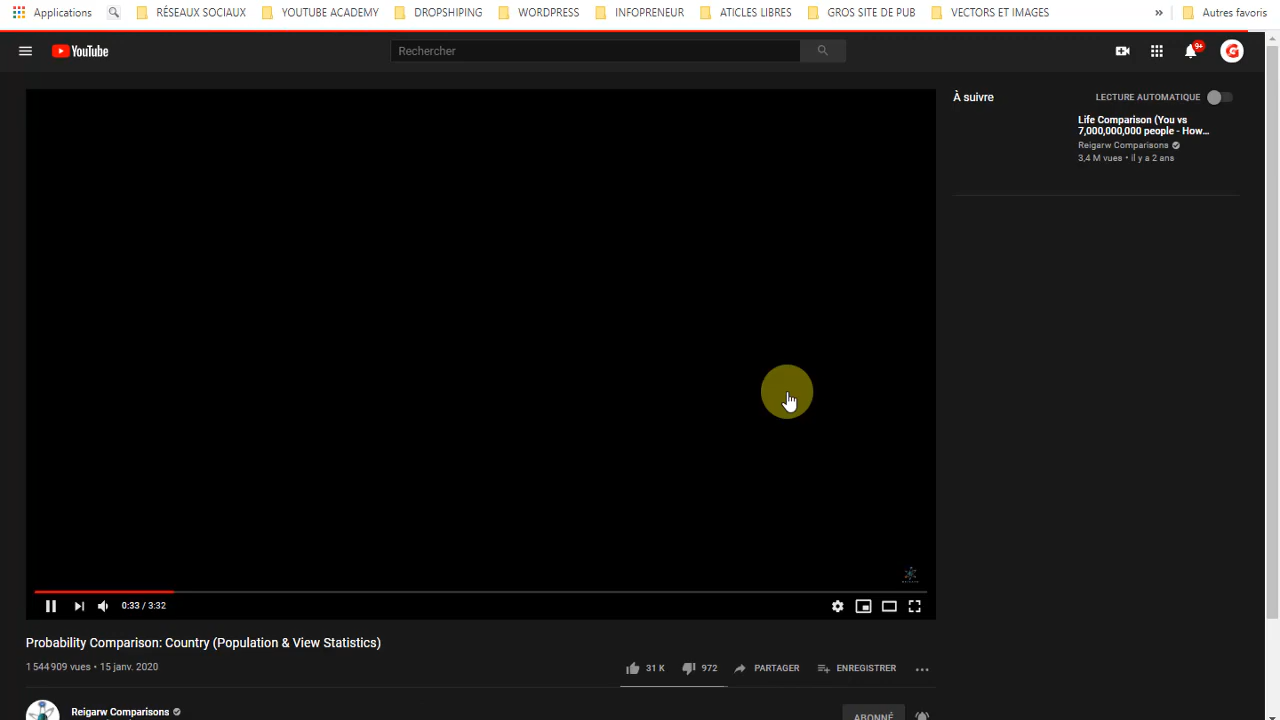 Applications RÉSEAUX SOCIAUX YOUTUBE ACADEMY DROPSHIPING WORDPRESS INFOPRENEUR ATICLES LIBRES GROS SITE DE PUB VECTORS ET IMAGES » Autres favoris
YouTube
Rechercher
9+
G
À suivre
LECTURE AUTOMATIQUE
Life Comparison (You vs
7,000,000,000 people - How...
Reigarw Comparisons
3,4 M vues • il y a 2 ans
0:33 / 3:32
Probability Comparison: Country (Population & View Statistics)
1 544 909 vues • 15 janv. 2020
31 K 972 PARTAGER ENREGISTRER ...
Reigarw Comparisons
ABONNÉ